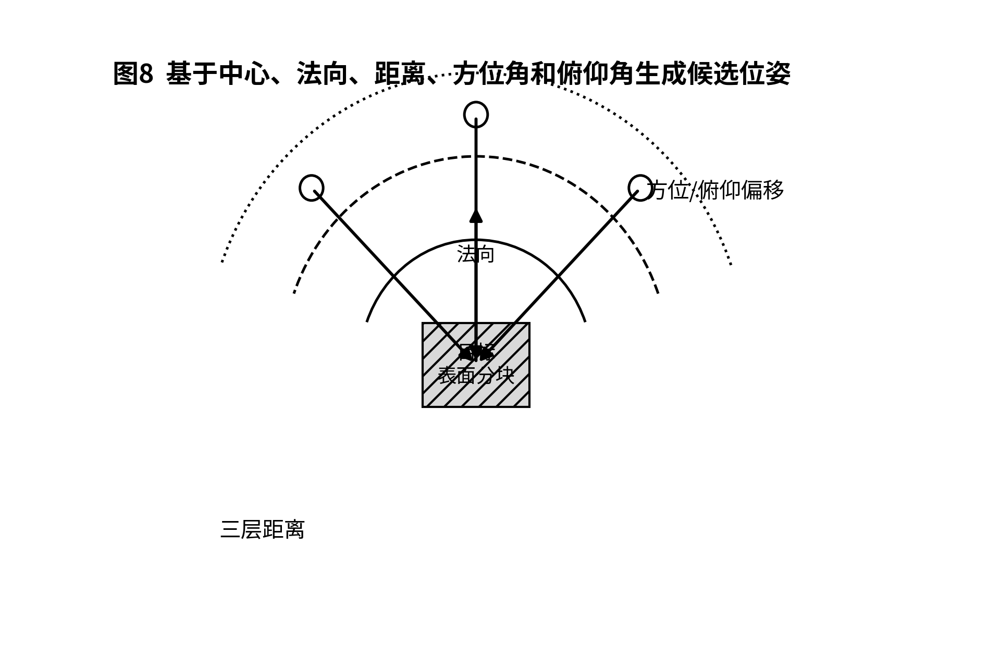 图8 基于中心、法向、距离、方位角和俯仰角生成候选位姿
方位/俯仰偏移
法向
目标
表面分块
三层距离